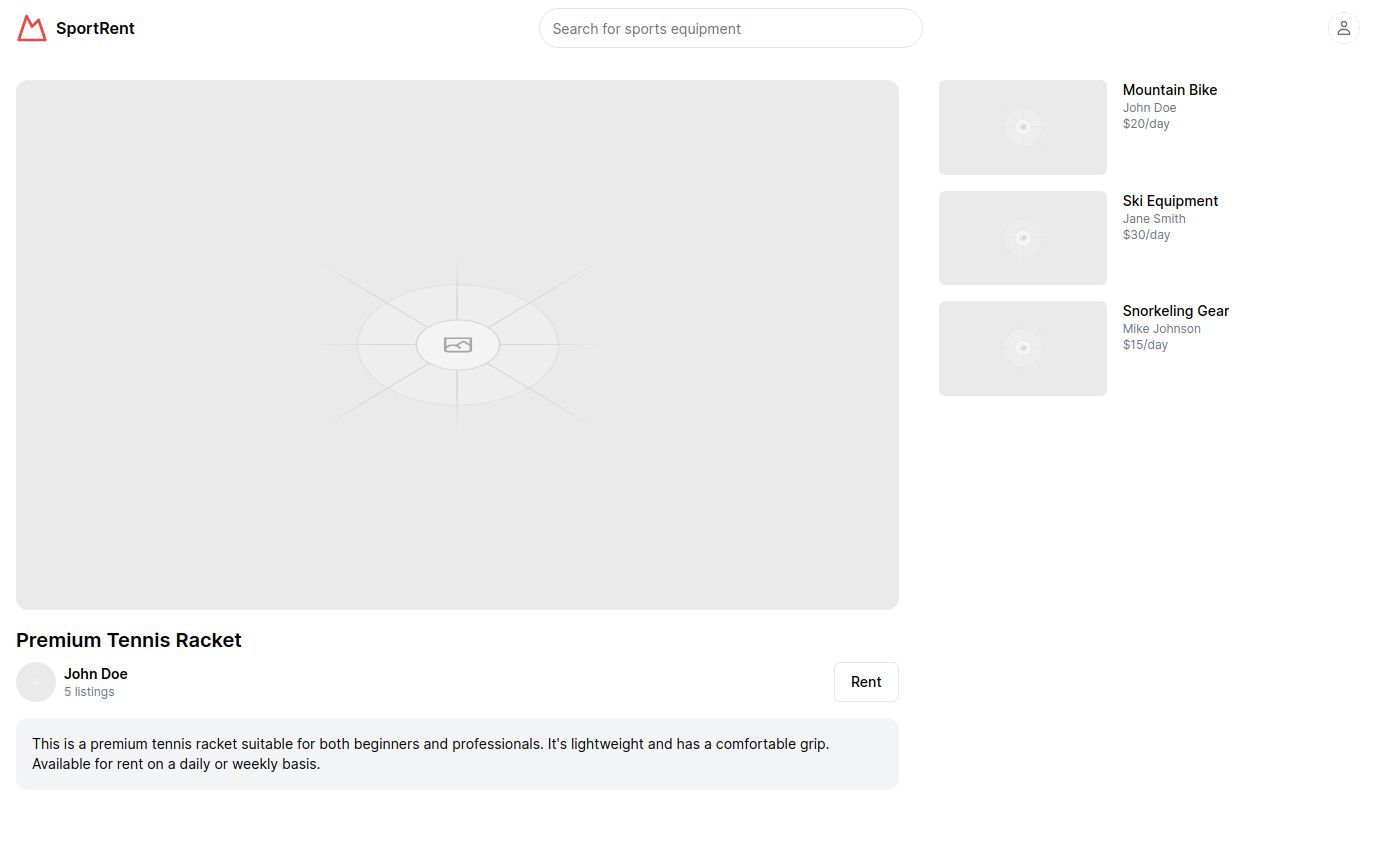 SportRent
Search for sports equipment
Premium Tennis Racket
John Doe
5 listings
Rent
This is a premium tennis racket suitable for both beginners and professionals. It's lightweight and has a comfortable grip.
Available for rent on a daily or weekly basis.
Mountain Bike
John Doe
$20/day
Ski Equipment
Jane Smith
$30/day
Snorkeling Gear
Mike Johnson
$15/day